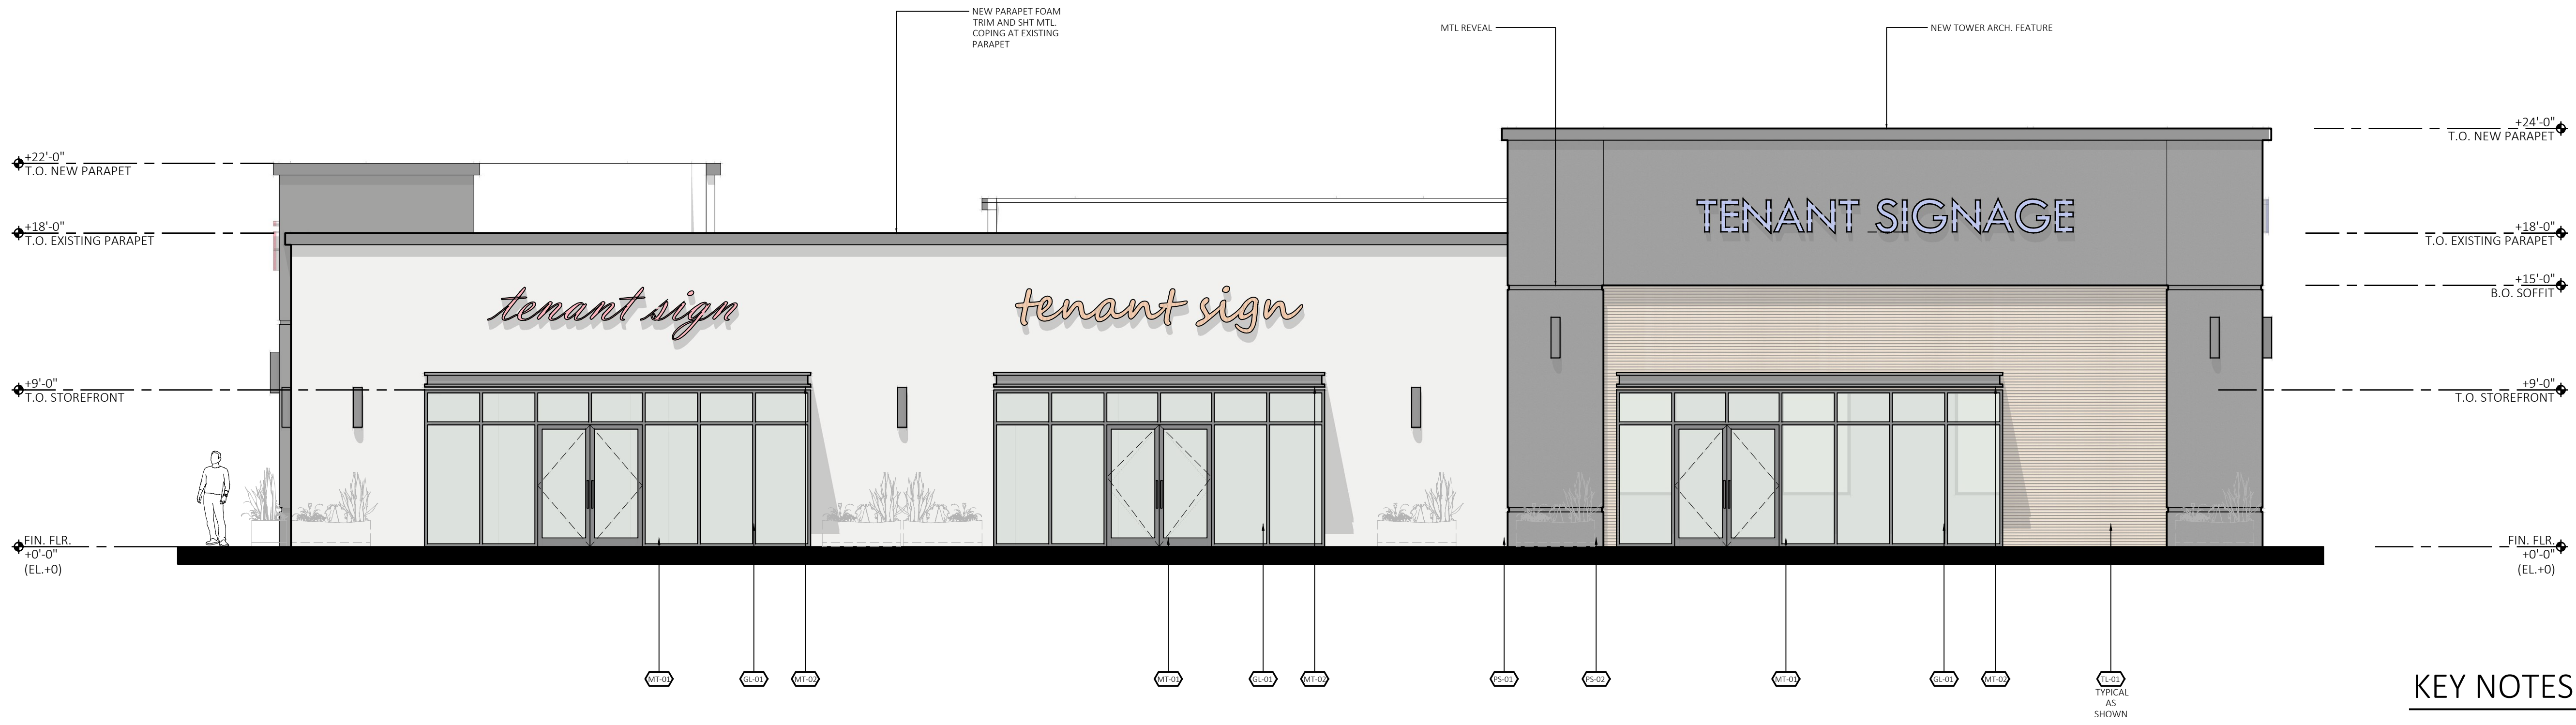 NEW PARAPET FOAM
TRIM AND SHT MTL.
COPING AT EXISTING
PARAPET
MTL REVEAL
NEW TOWER ARCH. FEATURE
+22'-0"
T.O. NEW PARAPET
+18'-0"
T.O. EXISTING PARAPET
+9'-0"
T.O. STOREFRONT
FIN. FLR.
+0'-0"
(EL.+0)
tenant sign
tenant sign
TENANT SIGNAGE
+24'-0"
T.O. NEW PARAPET
+18'-0"
T.O. EXISTING PARAPET
+15'-0"
B.O. SOFFIT
+9'-0"
T.O. STOREFRONT
FIN. FLR.
+0'-0"
(EL.+0)
MT-01
GL-01
MT-02
MT-01
GL-01
MT-02
PS-01
PS-02
MT-01
GL-01
MT-02
TL-01
TYPICAL
AS
SHOWN
KEY NOTES